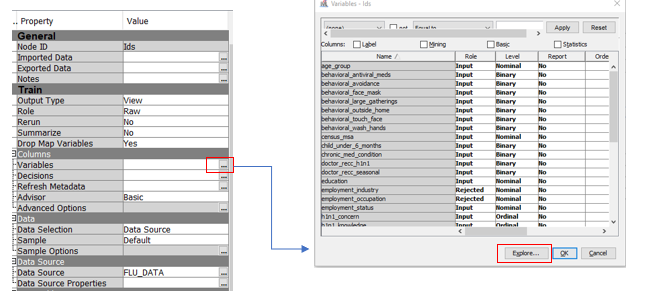 .. Property Value
General
Node ID Ids
Imported Data ...
Exported Data ...
Notes ...
Train
Output Type View
Role Raw
Rerun No
Summarize No
Drop Map Variables Yes
Columns
Variables ...
Decisions ...
Refresh Metadata ...
Advisor Basic
Advanced Options ...
Data
Data Selection Data Source
Sample Default
Sample Options ...
Data Source
Data Source FLU_DATA
Data Source Properties ...
Variables - Ids
(none) not Equal to Apply Reset
Columns: Label Mining Basic Statistics
Name Role Level Report Orde
age_group Input Nominal No
behavioral_antiviral_meds Input Binary No
behavioral_avoidance Input Binary No
behavioral_face_mask Input Binary No
behavioral_large_gatherings Input Binary No
behavioral_outside_home Input Binary No
behavioral_touch_face Input Binary No
behavioral_wash_hands Input Binary No
census_msa Input Nominal No
child_under_6_months Input Binary No
chronic_med_condition Input Binary No
doctor_recc_h1n1 Input Binary No
doctor_recc_seasonal Input Binary No
education Input Nominal No
employment_industry Rejected Nominal No
employment_occupation Rejected Nominal No
employment_status Input Nominal No
h1n1_concern Input Ordinal No
h1n1_knowledge Input Ordinal No
Explore... OK Cancel